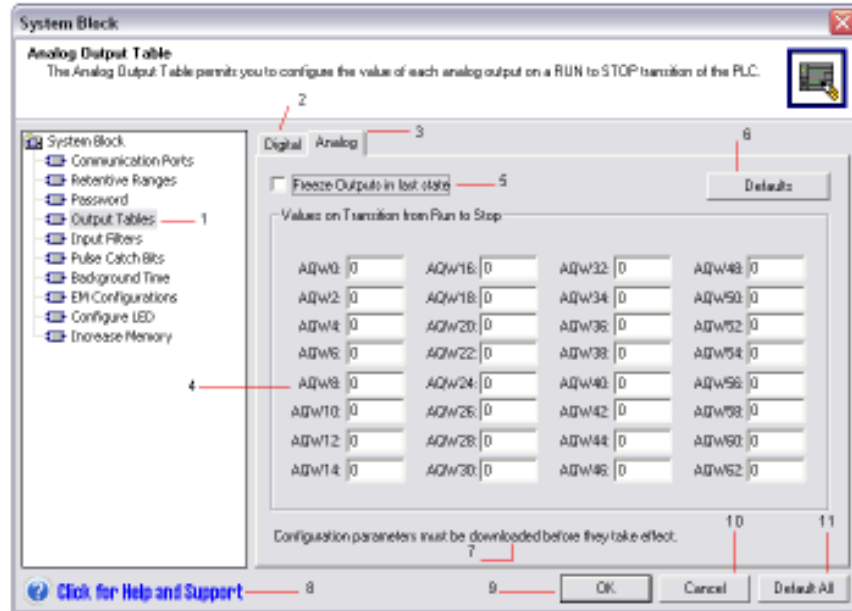 System Block
Analog Output Table
The Analog Output Table permits you to configure the value of each analog output on a RUN to STOP transition of the PLC.
2
System Block
Communication Ports
Retentive Ranges
Password
Output Tables
1
Input Filters
Pulse Catch Bits
Background Time
EM Configurations
Configure LED
Increase Memory
Digital Analog
3
6
Freeze Outputs in last state
5
Defaults
Values on Transition from Run to Stop
AQW0: 0 AQW16: 0 AQW32: 0 AQW48: 0
AQW2: 0 AQW18: 0 AQW34: 0 AQW50: 0
AQW4: 0 AQW20: 0 AQW36: 0 AQW52: 0
AQW6: 0 AQW22: 0 AQW38: 0 AQW54: 0
4
AQW8: 0 AQW24: 0 AQW40: 0 AQW56: 0
AQW10: 0 AQW26: 0 AQW42: 0 AQW58: 0
AQW12: 0 AQW28: 0 AQW44: 0 AQW60: 0
AQW14: 0 AQW30: 0 AQW46: 0 AQW62: 0
10 11
Configuration parameters must be downloaded before they take effect.
7
Click for Help and Support
8
9
OK Cancel Default All